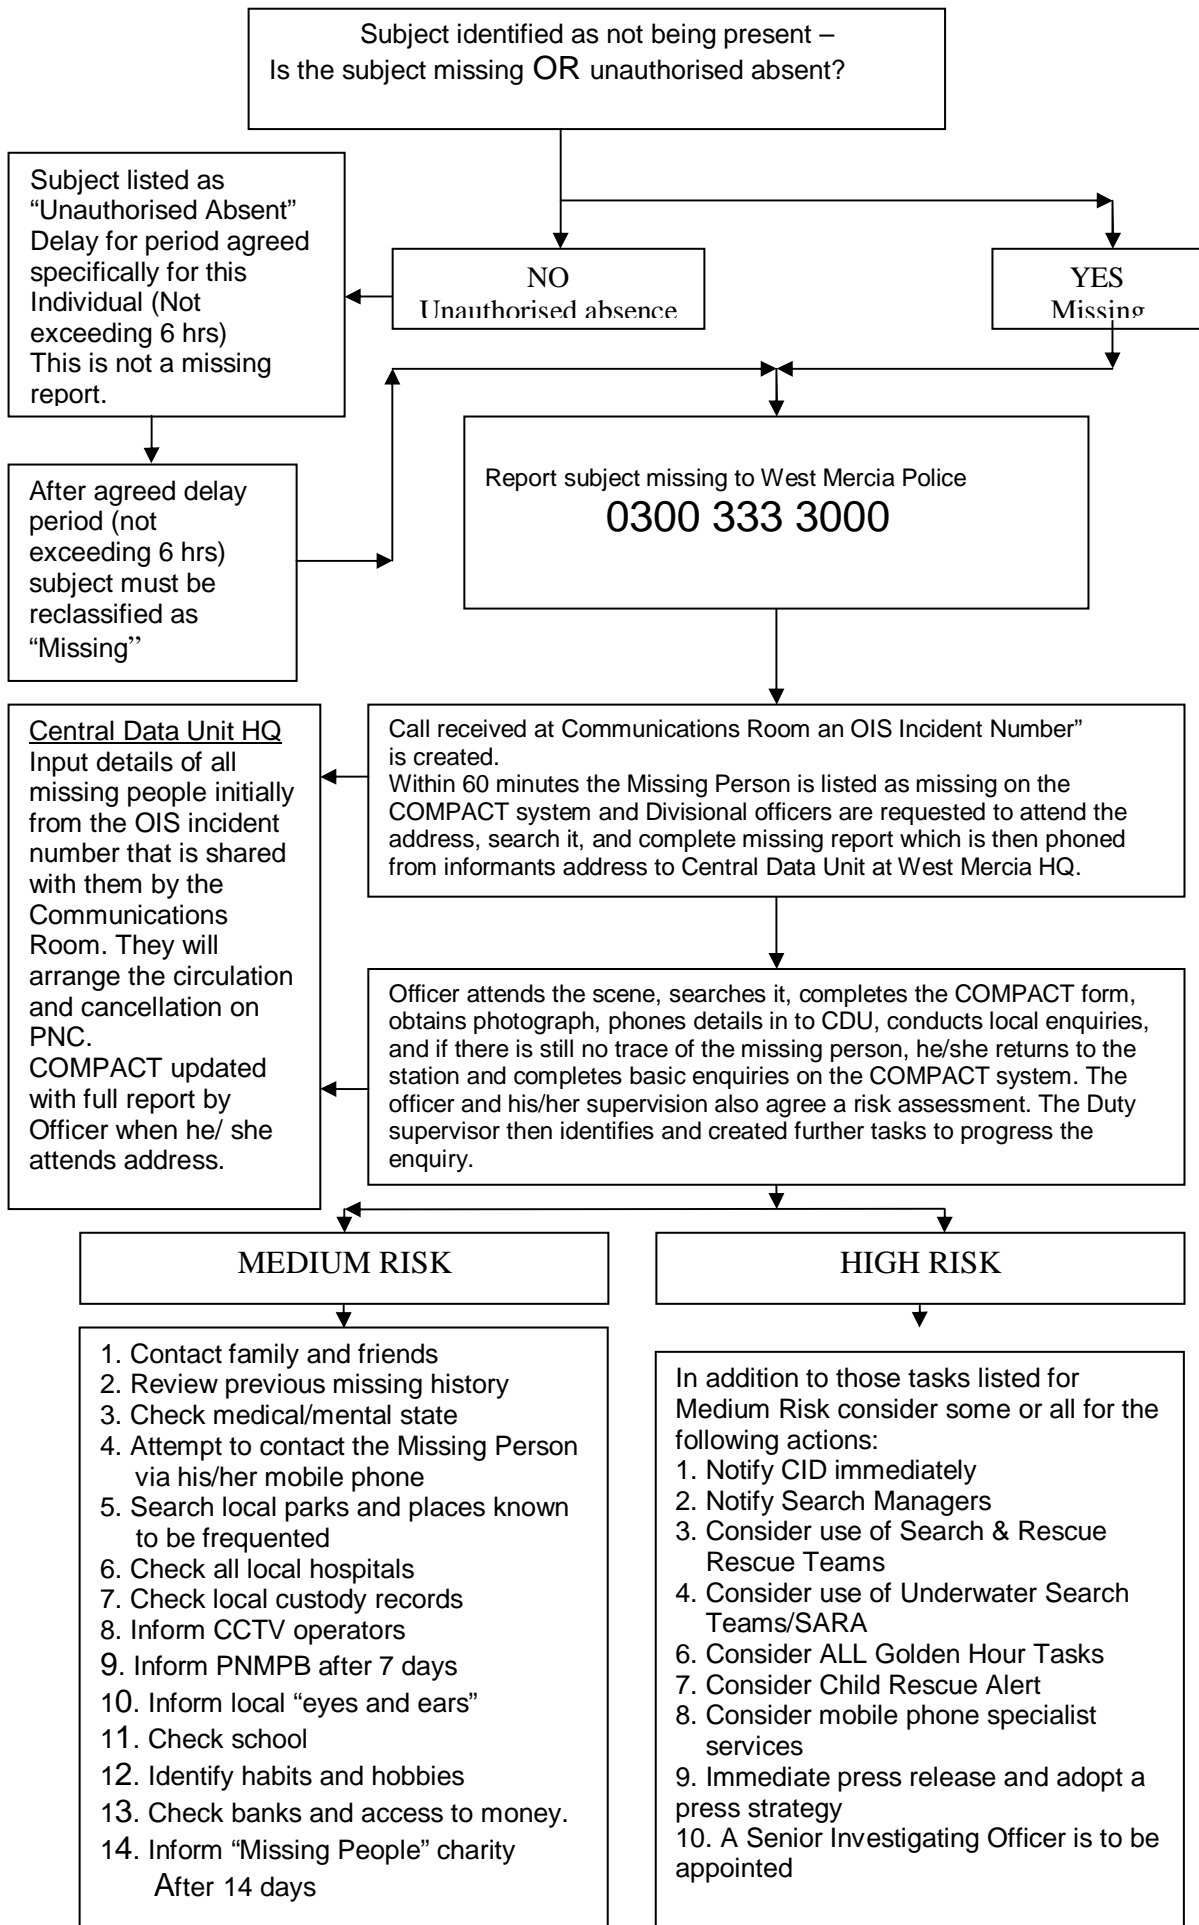 Subject identified as not being present –
Is the subject missing OR unauthorised absent?
Subject listed as
“Unauthorised Absent”
Delay for period agreed
specifically for this
Individual (Not
exceeding 6 hrs)
This is not a missing
report.
NO
Unauthorised absence
YES
Missing
After agreed delay
period (not
exceeding 6 hrs)
subject must be
reclassified as
“Missing”
Report subject missing to West Mercia Police
0300 333 3000
Central Data Unit HQ
Input details of all
missing people initially
from the OIS incident
number that is shared
with them by the
Communications
Room. They will
arrange the circulation
and cancellation on
PNC.
COMPACT updated
with full report by
Officer when he/ she
attends address.
Call received at Communications Room an OIS Incident Number”
is created.
Within 60 minutes the Missing Person is listed as missing on the
COMPACT system and Divisional officers are requested to attend the
address, search it, and complete missing report which is then phoned
from informants address to Central Data Unit at West Mercia HQ.
Officer attends the scene, searches it, completes the COMPACT form,
obtains photograph, phones details in to CDU, conducts local enquiries,
and if there is still no trace of the missing person, he/she returns to the
station and completes basic enquiries on the COMPACT system. The
officer and his/her supervision also agree a risk assessment. The Duty
supervisor then identifies and created further tasks to progress the
enquiry.
MEDIUM RISK
1. Contact family and friends
2. Review previous missing history
3. Check medical/mental state
4. Attempt to contact the Missing Person
via his/her mobile phone
5. Search local parks and places known
to be frequented
6. Check all local hospitals
7. Check local custody records
8. Inform CCTV operators
9. Inform PNMPB after 7 days
10. Inform local “eyes and ears”
11. Check school
12. Identify habits and hobbies
13. Check banks and access to money.
14. Inform “Missing People” charity
After 14 days
HIGH RISK
In addition to those tasks listed for
Medium Risk consider some or all for the
following actions:
1. Notify CID immediately
2. Notify Search Managers
3. Consider use of Search & Rescue
Rescue Teams
4. Consider use of Underwater Search
Teams/SARA
6. Consider ALL Golden Hour Tasks
7. Consider Child Rescue Alert
8. Consider mobile phone specialist
services
9. Immediate press release and adopt a
press strategy
10. A Senior Investigating Officer is to be
appointed